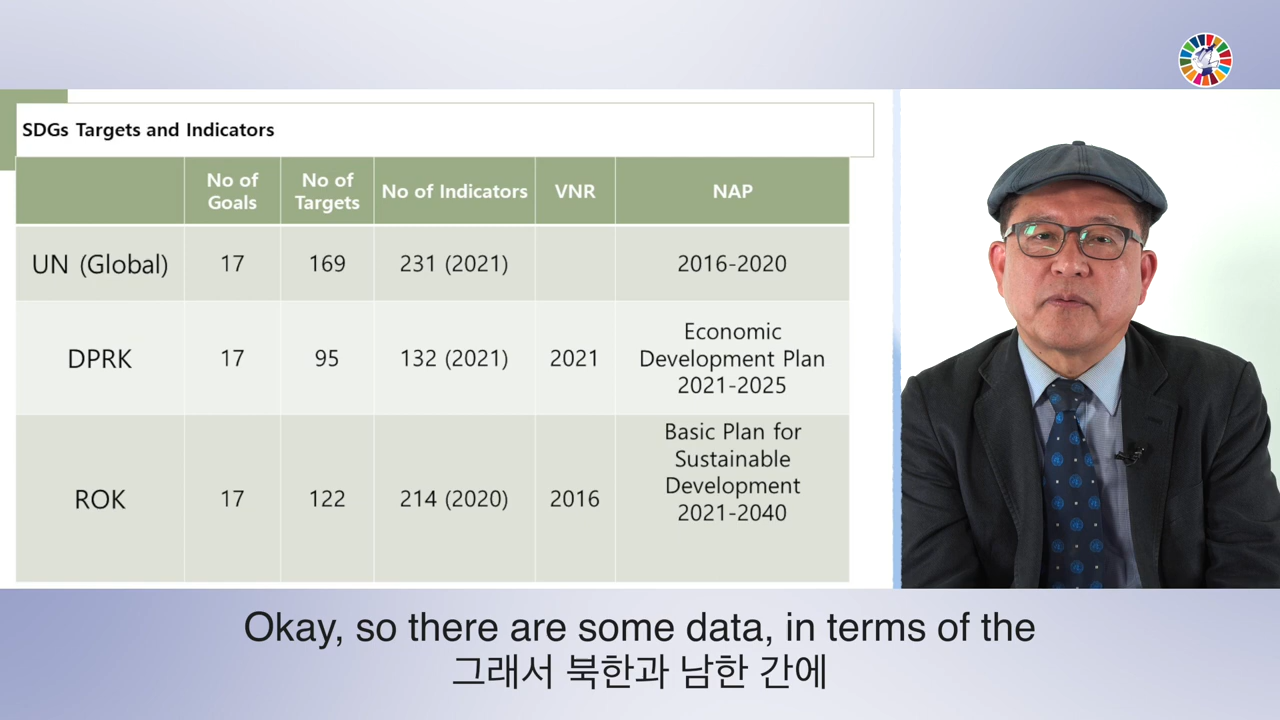 SDGs Targets and Indicators
No of Goals No of Targets No of Indicators VNR NAP
UN (Global) 17 169 231 (2021) 2016-2020
DPRK 17 95 132 (2021) 2021 Economic Development Plan 2021-2025
ROK 17 122 214 (2020) 2016 Basic Plan for Sustainable Development 2021-2040
Okay, so there are some data, in terms of the
그래서 북한과 남한 간에